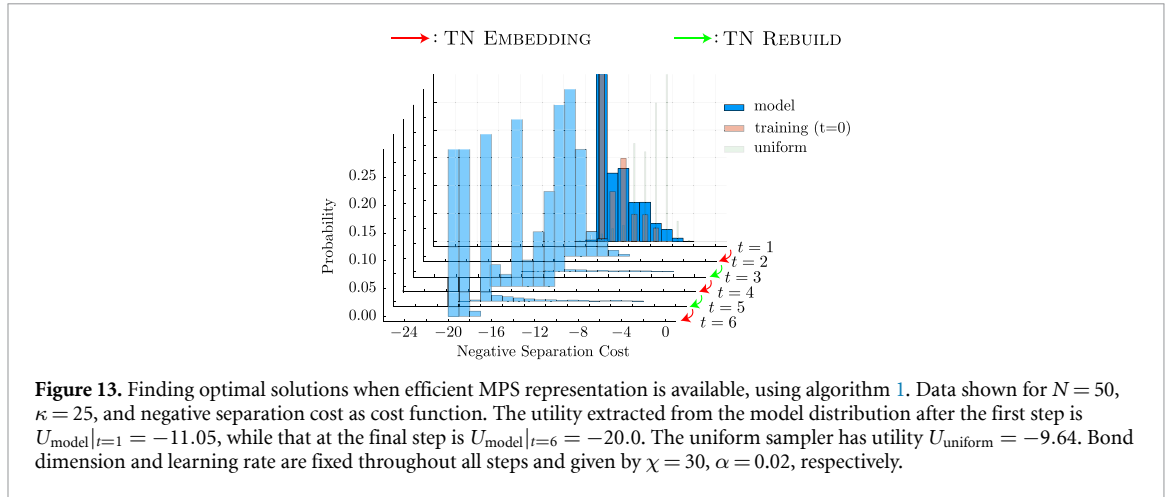 : TN EMBEDDING : TN REBUILD
model
training (t=0)
uniform
0.25
0.20
0.15
0.10
0.05
0.00
Probability
t = 1
t = 2
t = 3
t = 4
t = 5
t = 6
−24 −20 −16 −12 −8 −4 0
Negative Separation Cost
Figure 13. Finding optimal solutions when efficient MPS representation is available, using algorithm 1. Data shown for N = 50,
κ = 25, and negative separation cost as cost function. The utility extracted from the model distribution after the first step is
Umodel|t=1 = −11.05, while that at the final step is Umodel|t=6 = −20.0. The uniform sampler has utility Uuniform = −9.64. Bond
dimension and learning rate are fixed throughout all steps and given by χ = 30, α = 0.02, respectively.